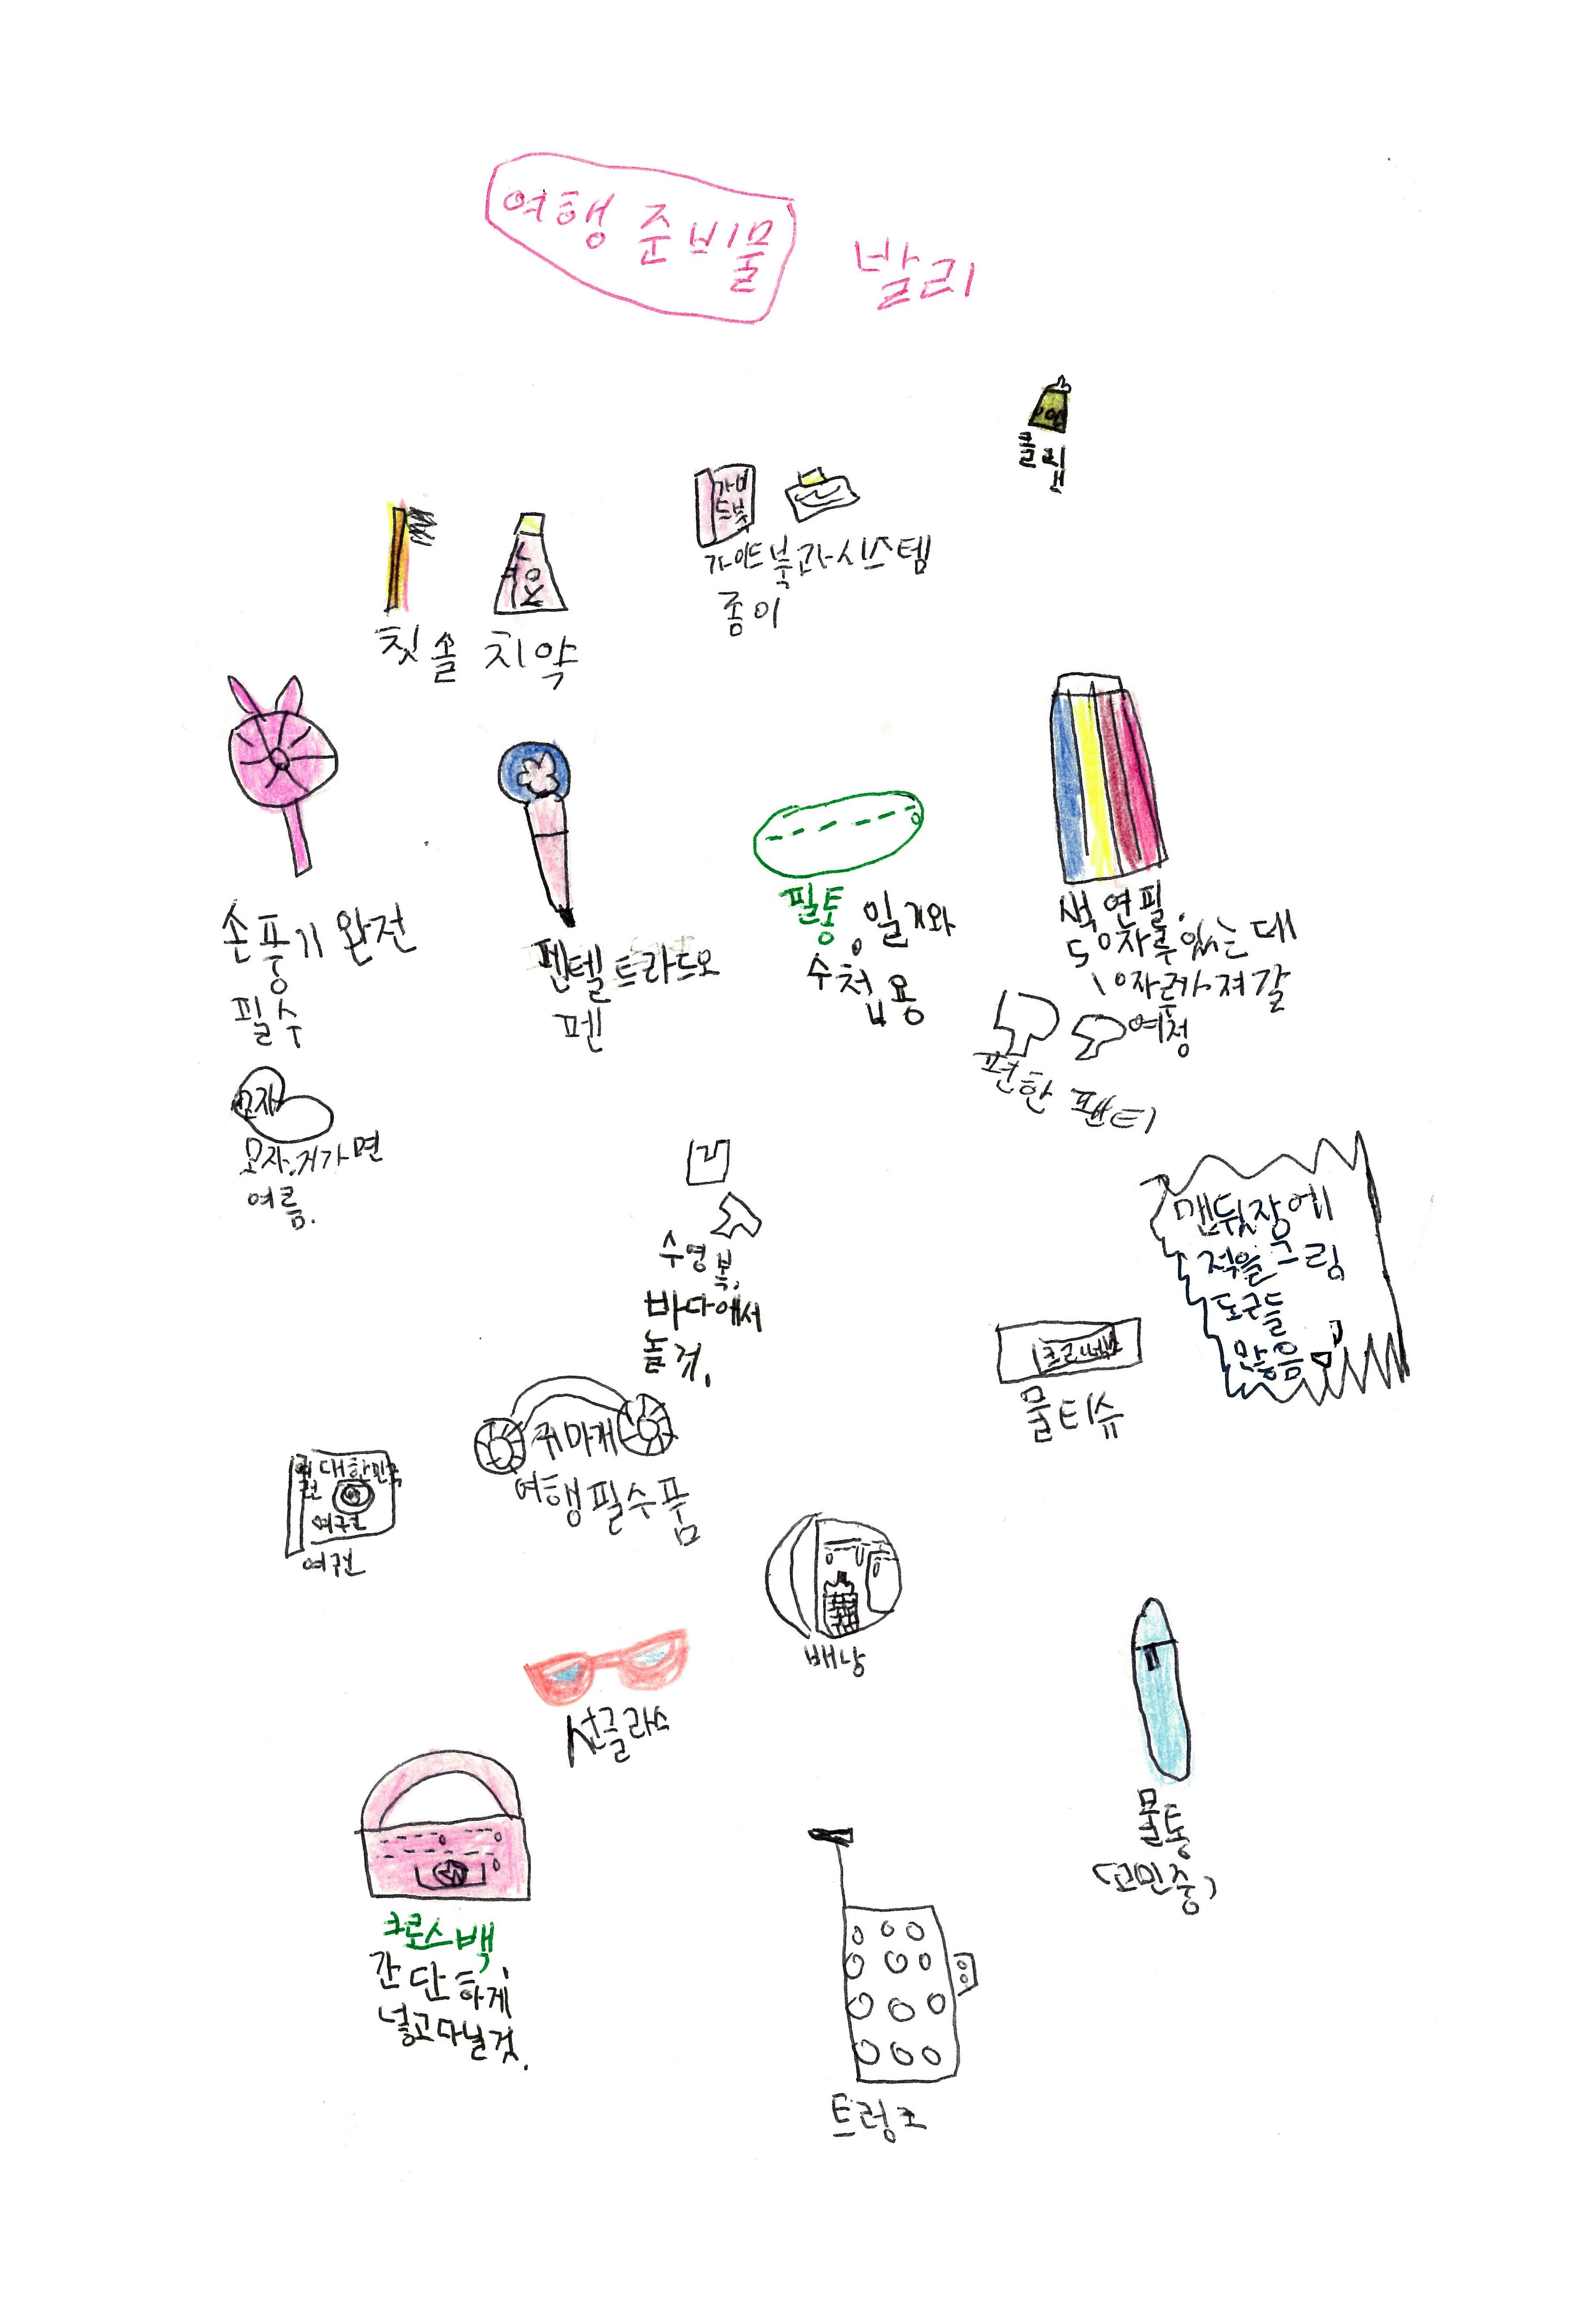 여행 준비물
발리
클립
가이
드북
가이드북과 시스템
종이
치약
칫솔
치약
손풍기 완전
필수
펜텔 트라드오
펜
필통, 일기와
수첩용
색연필.
50자루 있는데
10자루가져갈
예정
편한 팬티
모자
모자. 거가면
여름.
수영복.
바다에서
놀것.
맨뒷장에
적을 그림
도구들
많음
크리넥스
물티슈
귀마개
여행필수품
여권
대한민국
여권
여권
배낭
선글라스
물통
(고민중)
크로스백,
간단하게
넣고다닐것.
트렁크